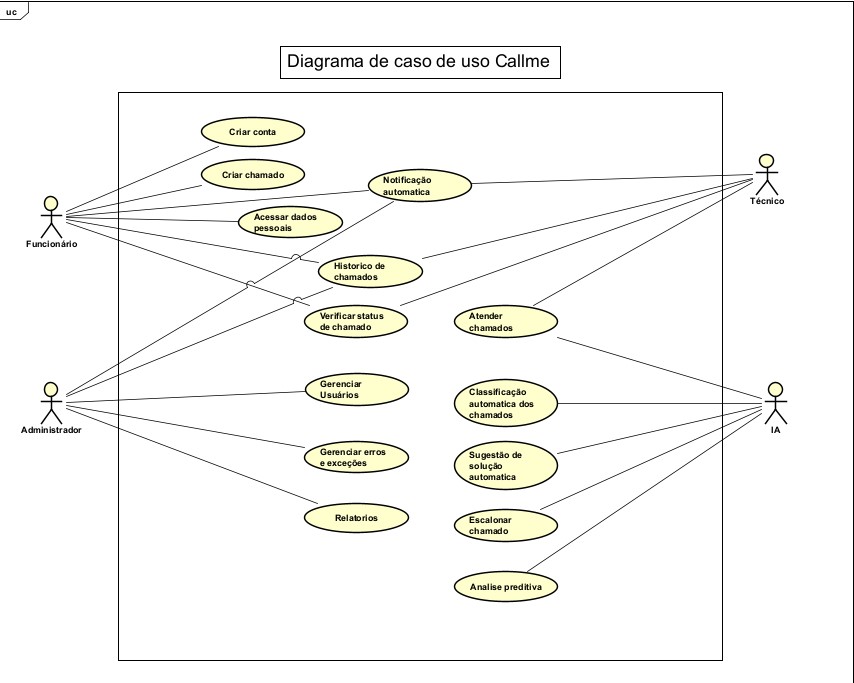 uc
Diagrama de caso de uso Callme
Criar conta
Criar chamado
Notificação
automatica
Técnico
Acessar dados
pessoais
Funcionário
Historico de
chamados
Verificar status
de chamado
Atender
chamados
Gerenciar
Usuários
Classificação
automatica dos
chamados
Administrador
IA
Gerenciar erros
e exceções
Sugestão de
solução
automatica
Relatorios
Escalonar
chamado
Analise preditiva